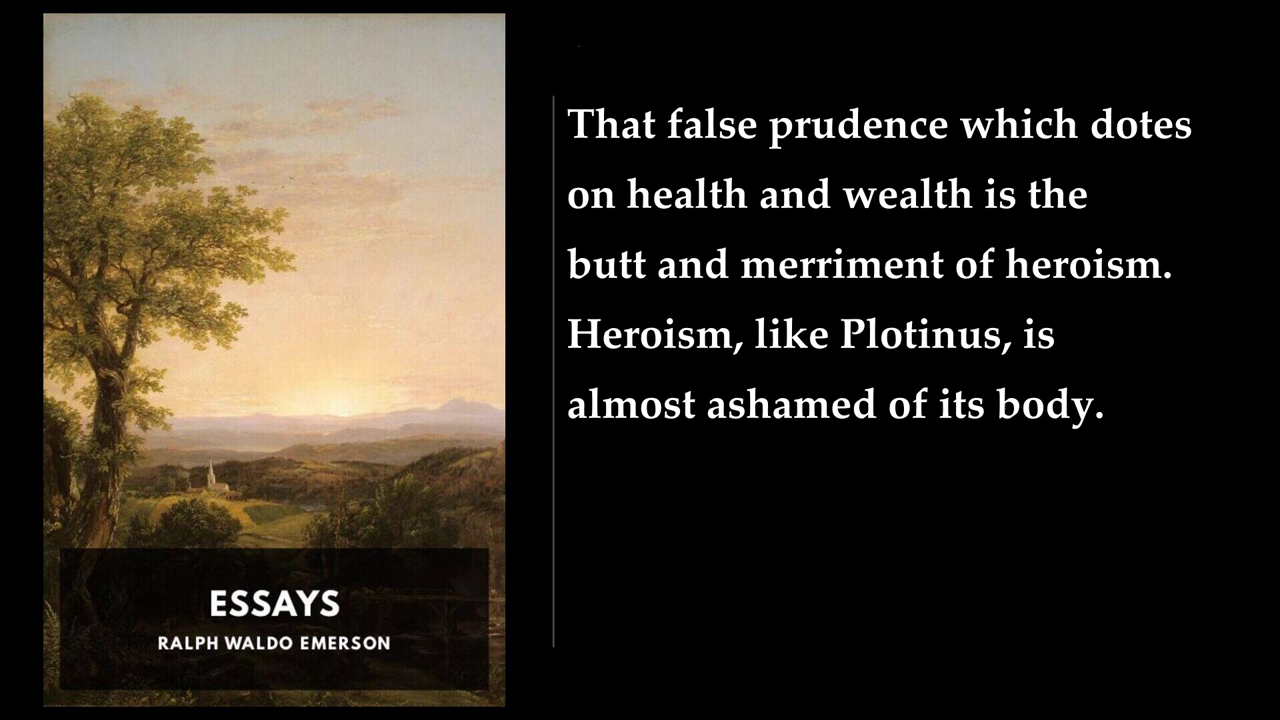 ESSAYS
RALPH WALDO EMERSON
That false prudence which dotes
on health and wealth is the
butt and merriment of heroism.
Heroism, like Plotinus, is
almost ashamed of its body.